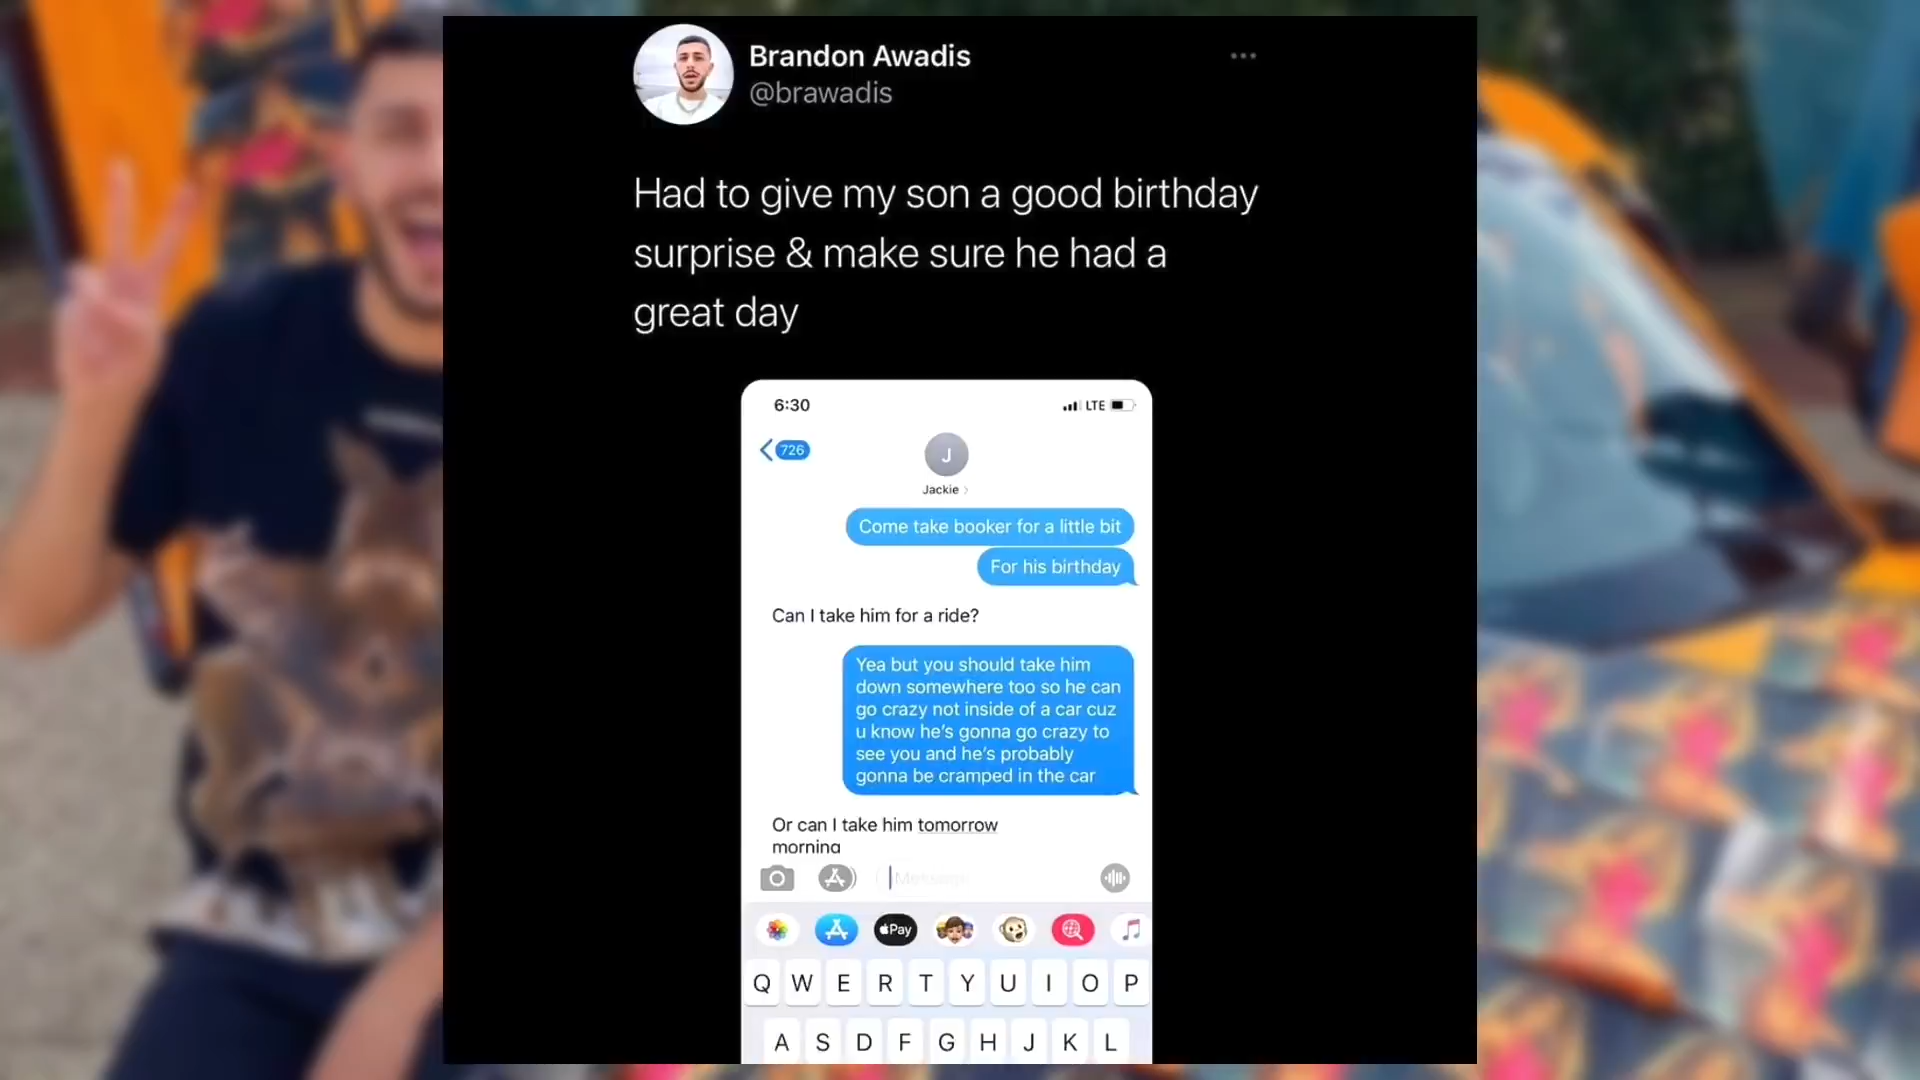 Brandon Awadis
@brawadis
Had to give my son a good birthday
surprise & make sure he had a
great day
6:30
LTE
726
J
Jackie
Come take booker for a little bit
For his birthday
Can I take him for a ride?
Yea but you should take him
down somewhere too so he can
go crazy not inside of a car cuz
u know he's gonna go crazy to
see you and he's probably
gonna be cramped in the car
Or can I take him tomorrow
morning
Pay
Q W E R T Y U I O P
A S D F G H J K L